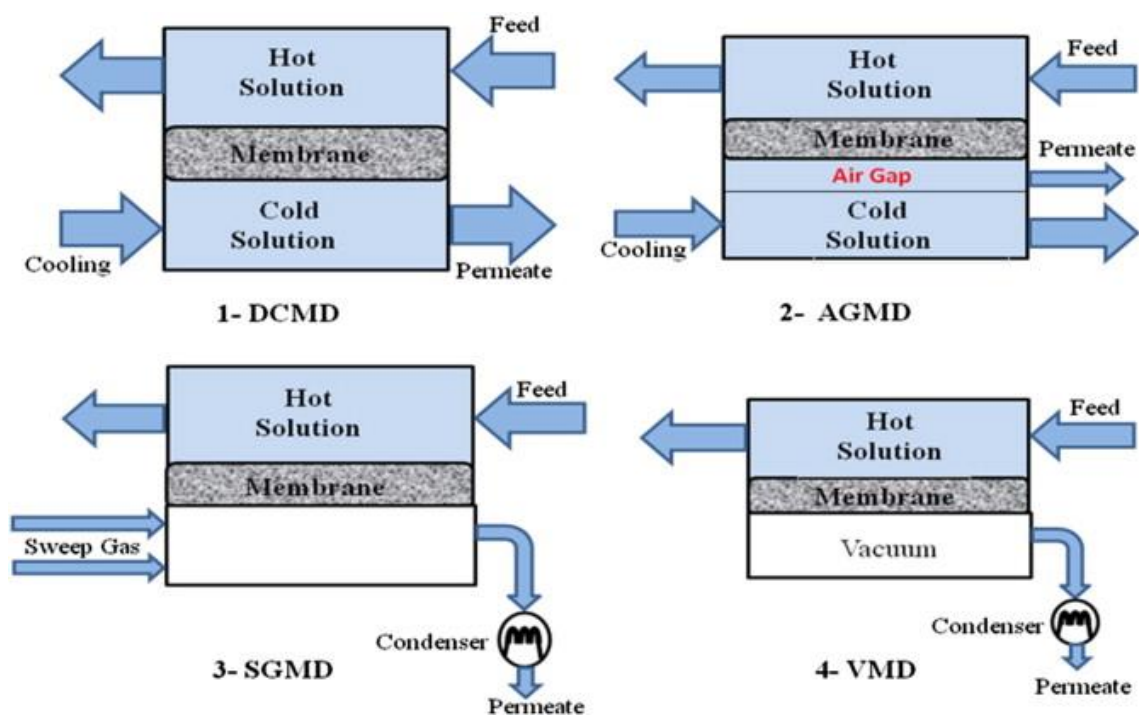 Feed
Hot
Solution
Membrane
Cold
Solution
Cooling
Permeate
1- DCMD
Feed
Hot
Solution
Membrane
Permeate
Air Gap
Cold
Solution
Cooling
2- AGMD
Feed
Hot
Solution
Membrane
Sweep Gas
Condenser
3- SGMD
Permeate
Feed
Hot
Solution
Membrane
Vacuum
Condenser
4- VMD
Permeate